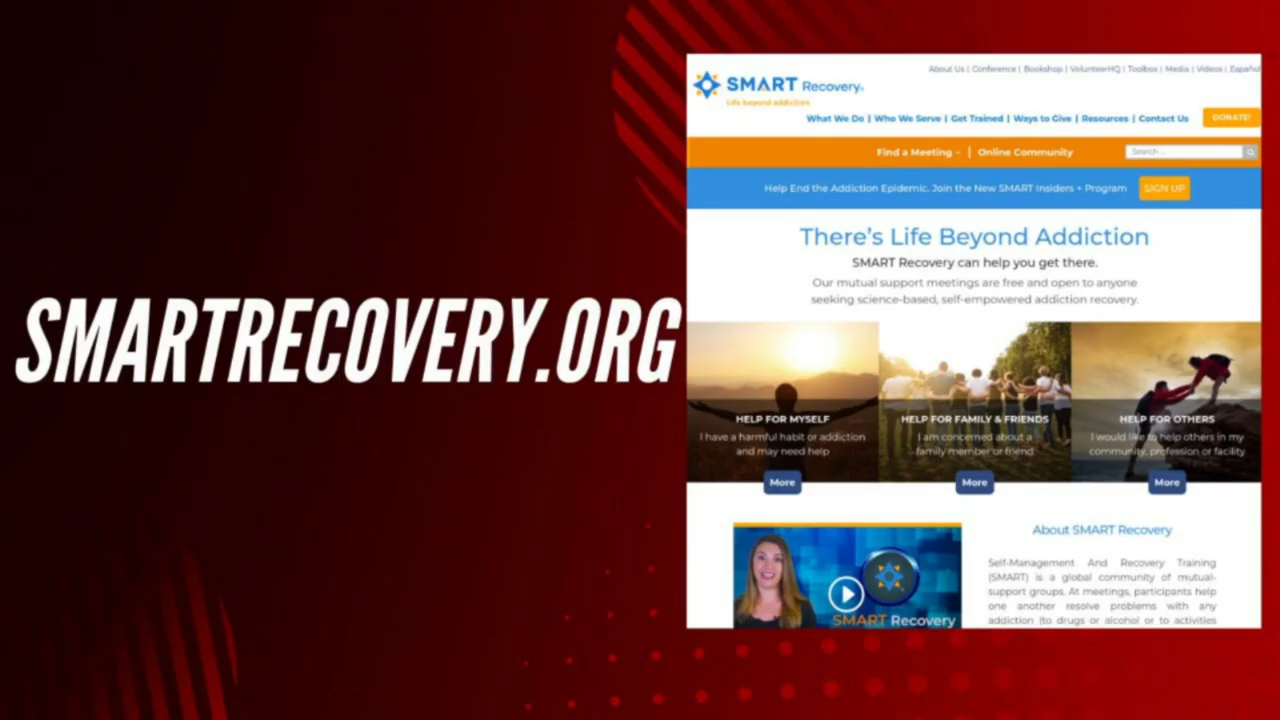 SMARTRECOVERY.ORG
About Us | Conference | Bookshop | VolunteerHQ | Toolbox | Media | Videos | Español
SMART Recovery
Life beyond addiction
What We Do | Who We Serve | Get Trained | Ways to Give | Resources | Contact Us
DONATE!
Find a Meeting | Online Community
Search ...
Help End the Addiction Epidemic. Join the New SMART Insiders + Program
SIGN UP
There's Life Beyond Addiction
SMART Recovery can help you get there.
Our mutual support meetings are free and open to anyone
seeking science-based, self-empowered addiction recovery.
HELP FOR MYSELF
I have a harmful habit or addiction
and may need help
More
HELP FOR FAMILY & FRIENDS
I am concerned about a
family member or friend
More
HELP FOR OTHERS
I would like to help others in my
community, profession or facility
More
SMART Recovery
About SMART Recovery
Self-Management And Recovery Training
(SMART) is a global community of mutual-
support groups. At meetings, participants help
one another resolve problems with any
addiction (to drugs or alcohol or to activities